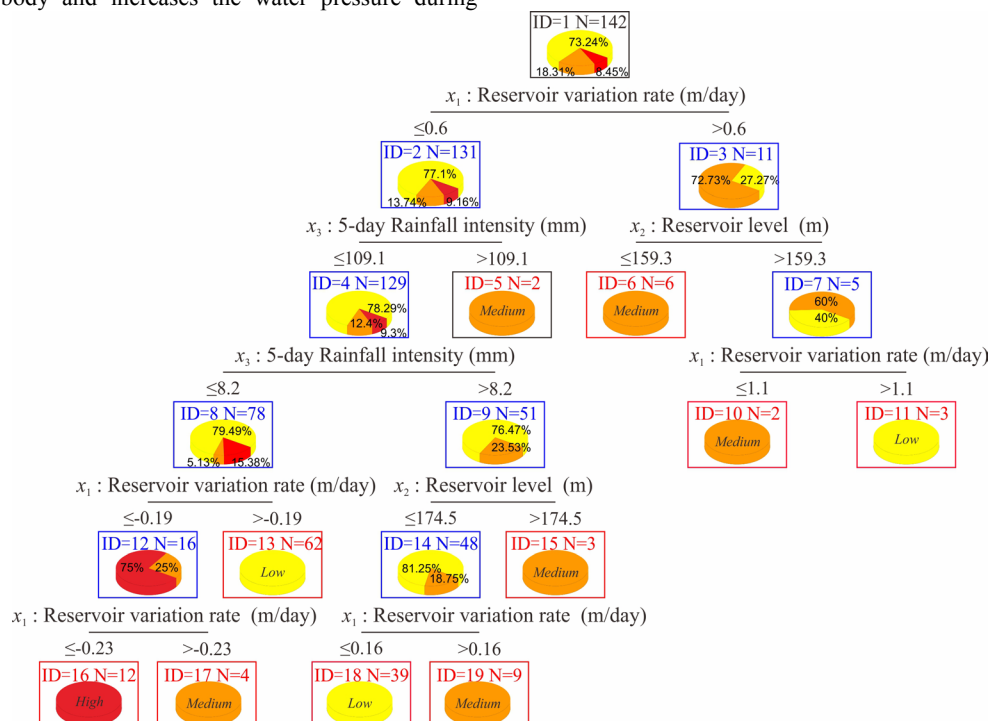 body and increases the water pressure during
ID=1 N=142
73.24%
18.31% 8.45%
x₁ : Reservoir variation rate (m/day)
≤0.6 >0.6
ID=2 N=131 ID=3 N=11
77.1%
72.73% 27.27%
13.74% 9.16%
x₃ : 5-day Rainfall intensity (mm) x₂ : Reservoir level (m)
≤109.1 >109.1 ≤159.3 >159.3
ID=4 N=129 ID=5 N=2 ID=6 N=6 ID=7 N=5
78.29% Medium Medium 60%
12.4% 40%
9.3%
x₃ : 5-day Rainfall intensity (mm) x₁ : Reservoir variation rate (m/day)
≤8.2 >8.2 ≤1.1 >1.1
ID=8 N=78 ID=9 N=51 ID=10 N=2 ID=11 N=3
79.49% 76.47% Medium Low
23.53%
5.13% 15.38%
x₁ : Reservoir variation rate (m/day) x₂ : Reservoir level (m)
≤-0.19 >-0.19 ≤174.5 >174.5
ID=12 N=16 ID=13 N=62 ID=14 N=48 ID=15 N=3
75% 25% Low 81.25% Medium
18.75%
x₁ : Reservoir variation rate (m/day) x₁ : Reservoir variation rate (m/day)
≤-0.23 >-0.23 ≤0.16 >0.16
ID=16 N=12 ID=17 N=4 ID=18 N=39 ID=19 N=9
High Medium Low Medium